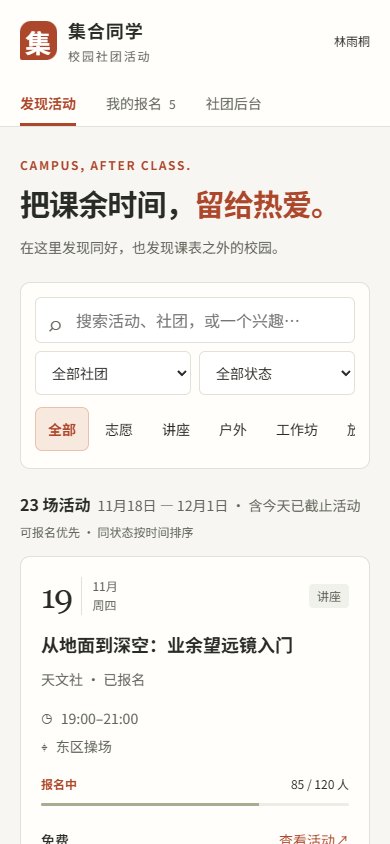 集
集合同学
校园社团活动
林雨桐
发现活动 我的报名 5 社团后台
CAMPUS, AFTER CLASS.
把课余时间，留给热爱。
在这里发现同好，也发现课表之外的校园。
搜索活动、社团，或一个兴趣…
全部社团 全部状态
全部 志愿 讲座 户外 工作坊
23 场活动 11月18日 — 12月1日 · 含今天已截止活动
可报名优先 · 同状态按时间排序
19 11月
周四
讲座
从地面到深空：业余望远镜入门
天文社 · 已报名
19:00–21:00
东区操场
报名中 85 / 120 人
免费 查看活动↗